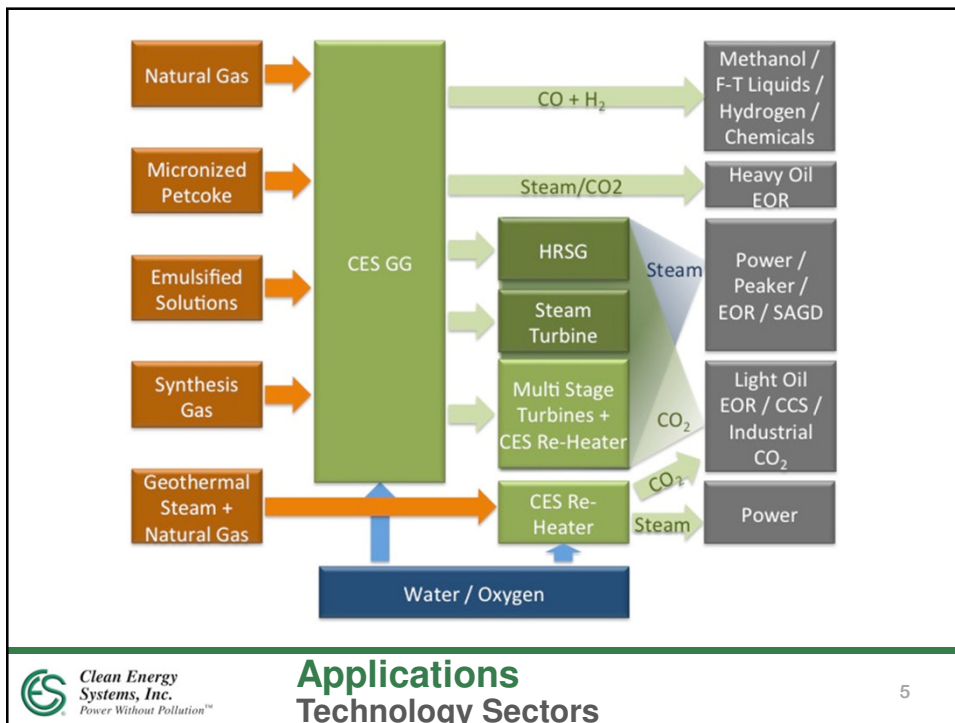 Natural Gas
Micronized
Petcoke
Emulsified
Solutions
Synthesis
Gas
Geothermal
Steam +
Natural Gas
CES GG
CO + H₂
Steam/CO2
HRSG
Steam
Turbine
Multi Stage
Turbines +
CES Re-Heater
CES Re-
Heater
Steam
CO₂
CO₂
Steam
Methanol /
F-T Liquids /
Hydrogen /
Chemicals
Heavy Oil
EOR
Power /
Peaker /
EOR / SAGD
Light Oil
EOR / CCS /
Industrial
CO₂
Power
Water / Oxygen
CES
Clean Energy
Systems, Inc.
Power Without Pollution™
Applications
Technology Sectors
5